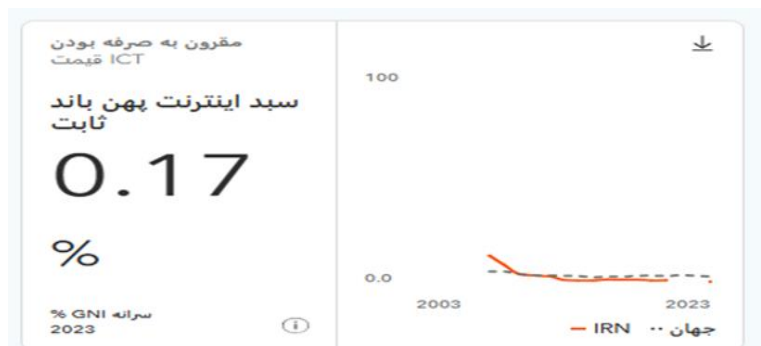 مقرون به صرفه بودن
قیمت ICT
سبد اینترنت پهن باند
ثابت
0.17
%
% GNI سرانه
2023
100
0.0
2003
2023
IRN
جهان